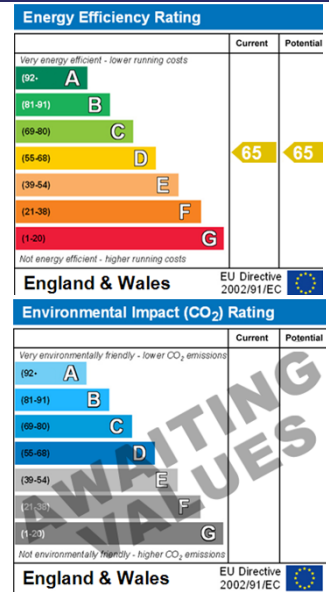 Energy Efficiency Rating
Current Potential
Very energy efficient - lower running costs
(92- A
(81-91) B
(69-80) C
(55-68) D 65 65
(39-54) E
(21-38) F
(1-20) G
Not energy efficient - higher running costs
England & Wales EU Directive 2002/91/EC
Environmental Impact (CO₂) Rating
Current Potential
Very environmentally friendly - lower CO₂ emissions
(92- A
(81-91) B
(69-80) C
(55-68) D
(39-54) E
(21-38) F
(1-20) G
Not environmentally friendly - higher CO₂ emissions
AWAITING
VALUES
England & Wales EU Directive 2002/91/EC